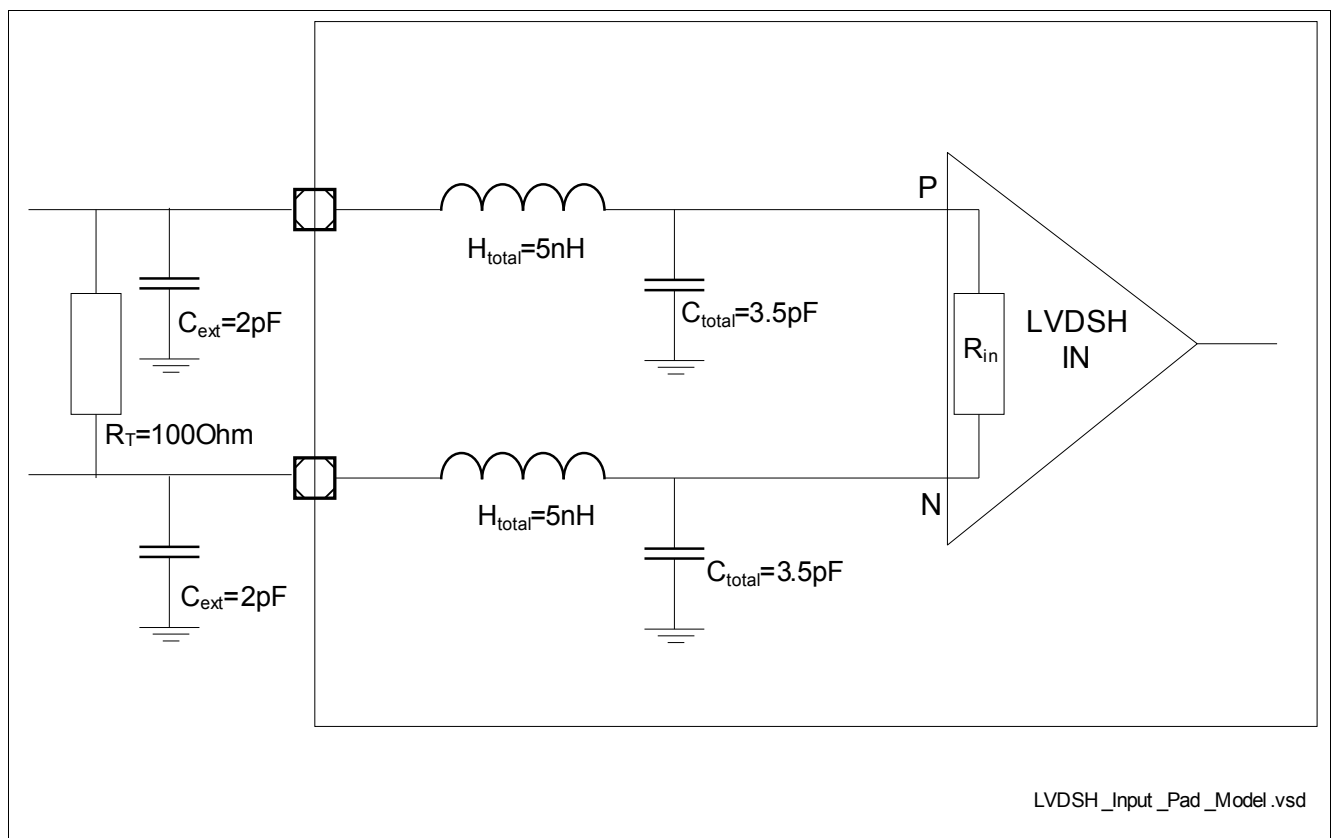 P
H_total=5nH
C_ext=2pF
C_total=3.5pF
LVDSH
IN
R_in
R_T=100Ohm
H_total=5nH
N
C_ext=2pF
C_total=3.5pF
LVDSH_Input_Pad_Model.vsd